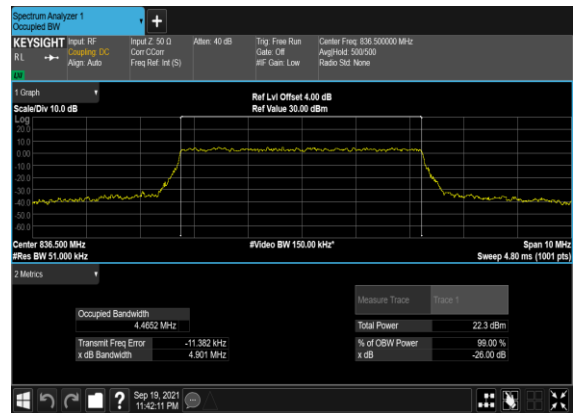 Spectrum Analyzer 1
Occupied BW
KEYSIGHT Input: RF Input Z: 50 Ω Atten: 40 dB Trig: Free Run Center Freq: 836.500000 MHz
RL Coupling: DC Corr CCorr Gate: Off Avg|Hold: 500/500
Align: Auto Freq Ref: Int (S) #IF Gain: Low Radio Std: None
LW
1 Graph Ref Lvl Offset 4.00 dB
Scale/Div 10.0 dB Ref Value 30.00 dBm
Log
20.0
10.0
0.00
-10.0
-20.0
-30.0
-40.0
-50.0
-60.0
Center 836.500 MHz #Video BW 150.00 kHz* Span 10 MHz
#Res BW 51.000 kHz Sweep 4.80 ms (1001 pts)
2 Metrics
Measure Trace Trace 1
Occupied Bandwidth
4.4652 MHz Total Power 22.3 dBm
Transmit Freq Error -11.382 kHz % of OBW Power 99.00 %
x dB Bandwidth 4.901 MHz x dB -26.00 dB
? Sep 19, 2021
11:42:11 PM